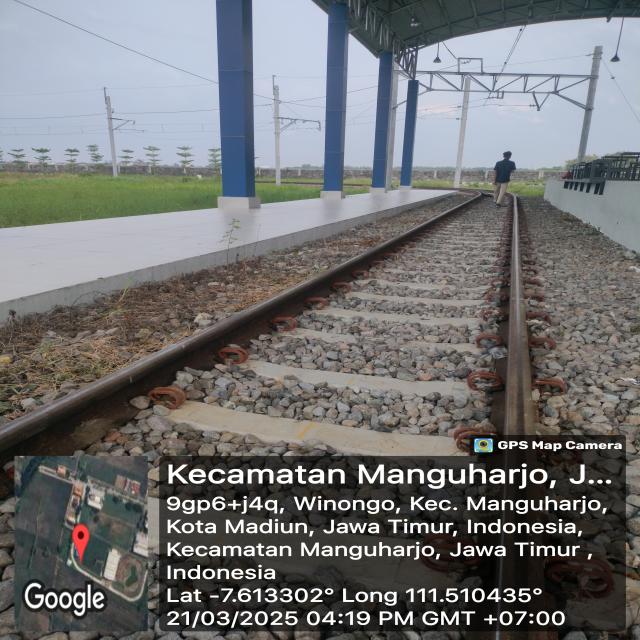 GPS Map Camera
Kecamatan Manguharjo, J...
9gp6+j4q, Winongo, Kec. Manguharjo,
Kota Madiun, Jawa Timur, Indonesia,
Kecamatan Manguharjo, Jawa Timur ,
Indonesia
Lat -7.613302° Long 111.510435°
21/03/2025 04:19 PM GMT +07:00
Google